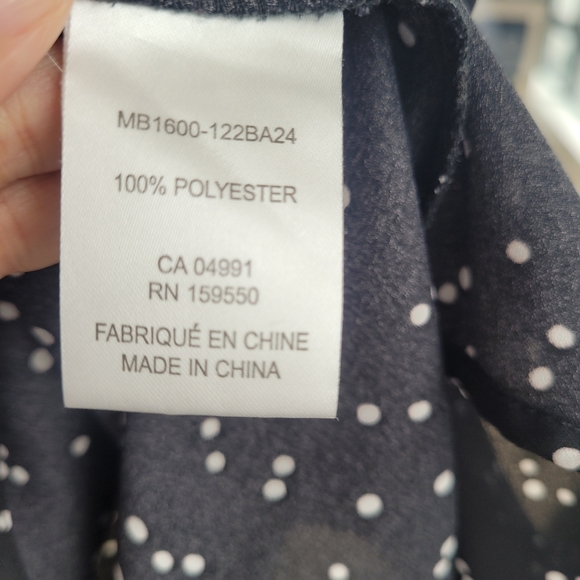 MB1600-122BA24
100% POLYESTER
CA 04991
RN 159550
FABRIQUÉ EN CHINE
MADE IN CHINA